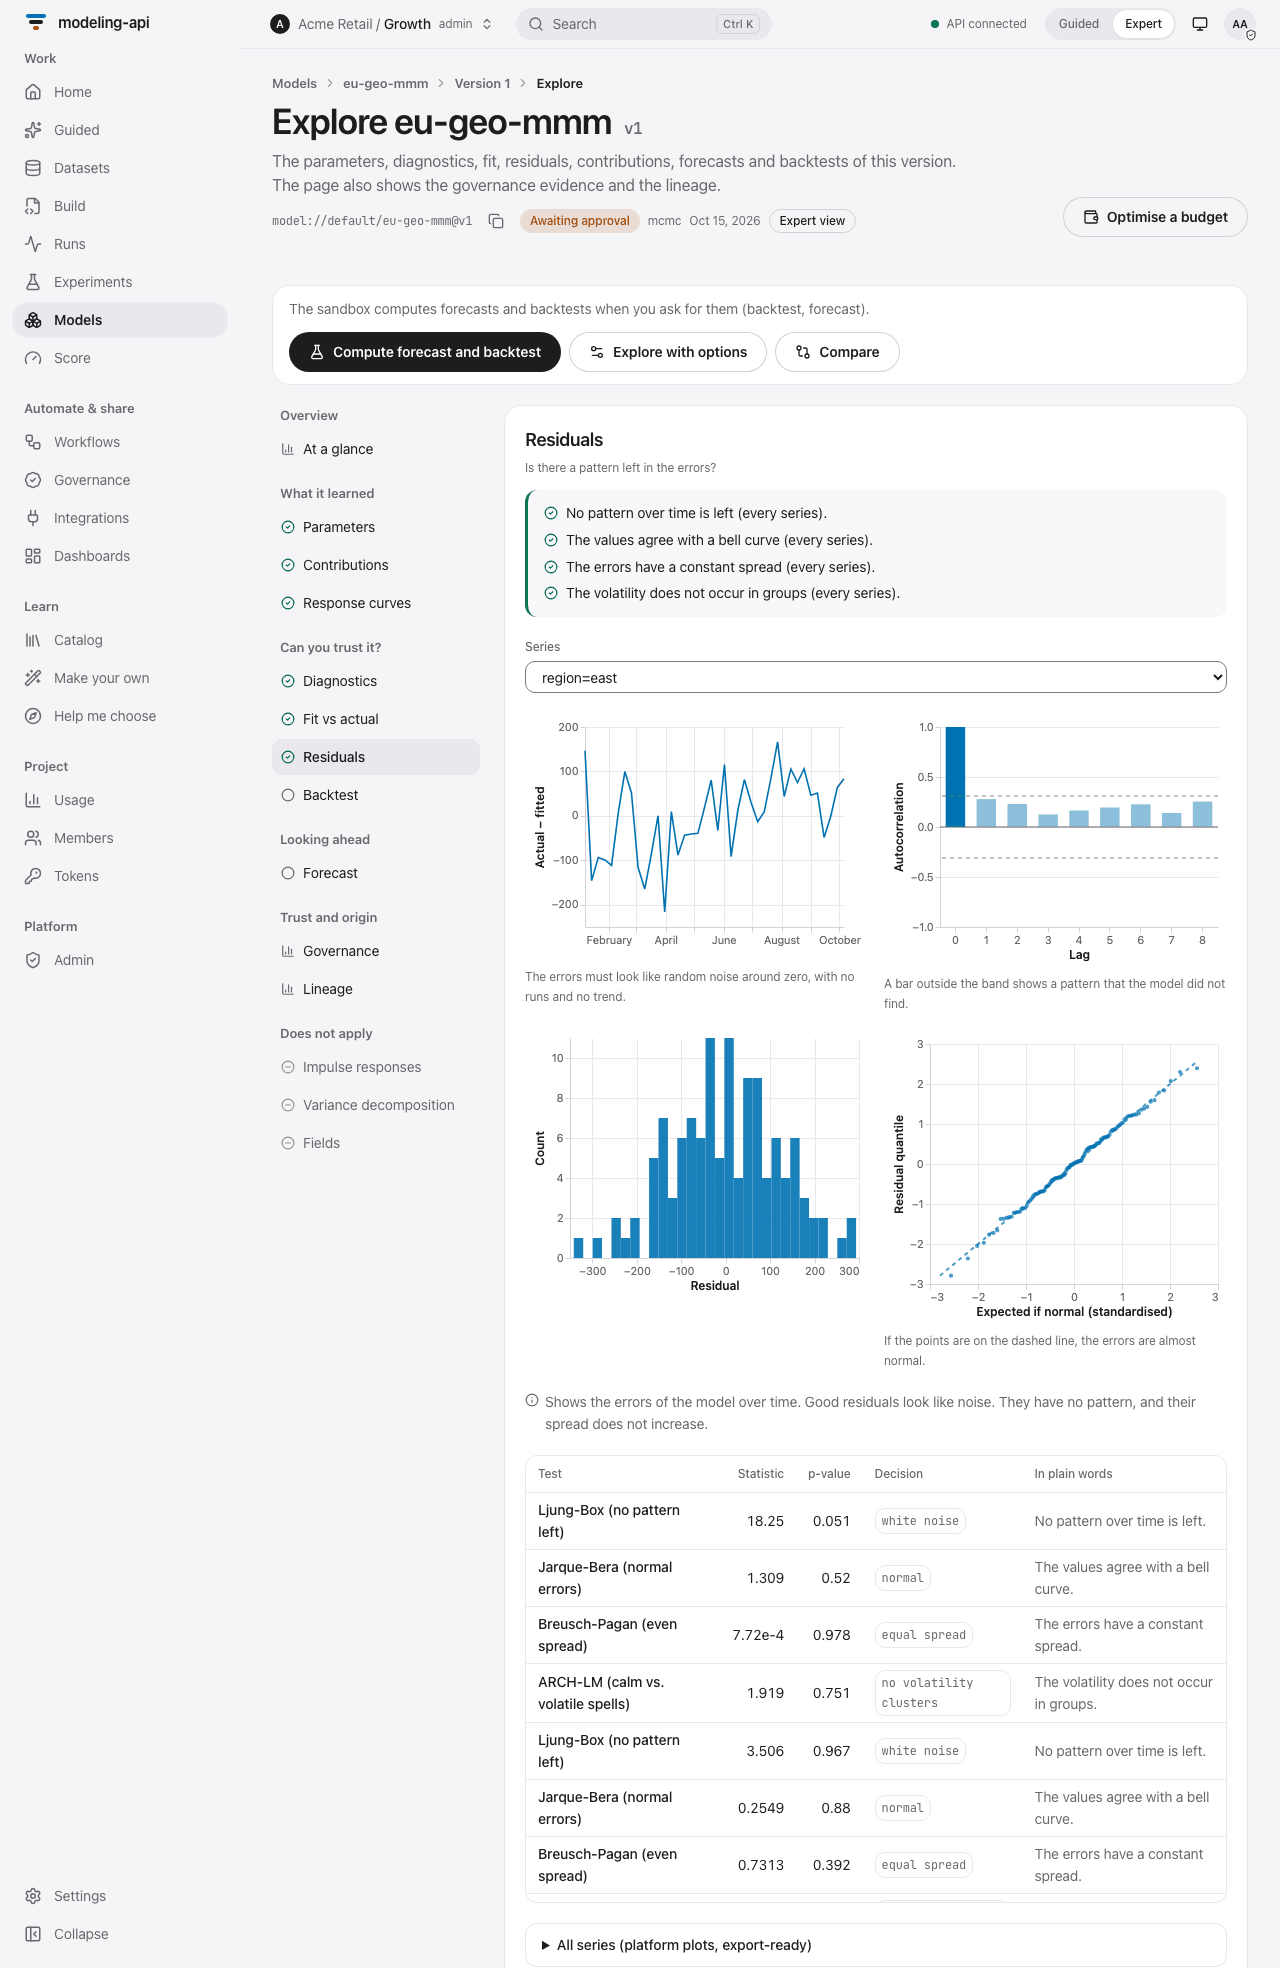 modeling-api
A
Acme Retail / Growth admin
Search
Ctrl K
API connected
Guided
Expert
AA
Work
Home
Guided
Datasets
Build
Runs
Experiments
Models
Score
Automate & share
Workflows
Governance
Integrations
Dashboards
Learn
Catalog
Make your own
Help me choose
Project
Usage
Members
Tokens
Platform
Admin
Settings
Collapse
Models > eu-geo-mmm > Version 1 > Explore
Explore eu-geo-mmm v1
The parameters, diagnostics, fit, residuals, contributions, forecasts and backtests of this version.
The page also shows the governance evidence and the lineage.
model://default/eu-geo-mmm@v1
Awaiting approval
mcmc
Oct 15, 2026
Expert view
Optimise a budget
The sandbox computes forecasts and backtests when you ask for them (backtest, forecast).
Compute forecast and backtest
Explore with options
Compare
Overview
At a glance
What it learned
Parameters
Contributions
Response curves
Can you trust it?
Diagnostics
Fit vs actual
Residuals
Backtest
Looking ahead
Forecast
Trust and origin
Governance
Lineage
Does not apply
Impulse responses
Variance decomposition
Fields
Residuals
Is there a pattern left in the errors?
No pattern over time is left (every series).
The values agree with a bell curve (every series).
The errors have a constant spread (every series).
The volatility does not occur in groups (every series).
Series
region=east
200
100
0
−100
−200
Actual − fitted
February April June August October
The errors must look like random noise around zero, with no
runs and no trend.
1.0
0.5
0.0
−0.5
−1.0
Autocorrelation
0 1 2 3 4 5 6 7 8
Lag
A bar outside the band shows a pattern that the model did not
find.
10
8
6
4
2
0
Count
−300 −200 −100 0 100 200 300
Residual
3
2
1
0
−1
−2
−3
Residual quantile
−3 −2 −1 0 1 2 3
Expected if normal (standardised)
If the points are on the dashed line, the errors are almost
normal.
Shows the errors of the model over time. Good residuals look like noise. They have no pattern, and their
spread does not increase.
Test Statistic p-value Decision In plain words
Ljung-Box (no pattern
left)
18.25 0.051 white noise No pattern over time is left.
Jarque-Bera (normal
errors)
1.309 0.52 normal The values agree with a bell
curve.
Breusch-Pagan (even
spread)
7.72e-4 0.978 equal spread The errors have a constant
spread.
ARCH-LM (calm vs.
volatile spells)
1.919 0.751 no volatility
clusters
The volatility does not occur
in groups.
Ljung-Box (no pattern
left)
3.506 0.967 white noise No pattern over time is left.
Jarque-Bera (normal
errors)
0.2549 0.88 normal The values agree with a bell
curve.
Breusch-Pagan (even
spread)
0.7313 0.392 equal spread The errors have a constant
spread.
All series (platform plots, export-ready)